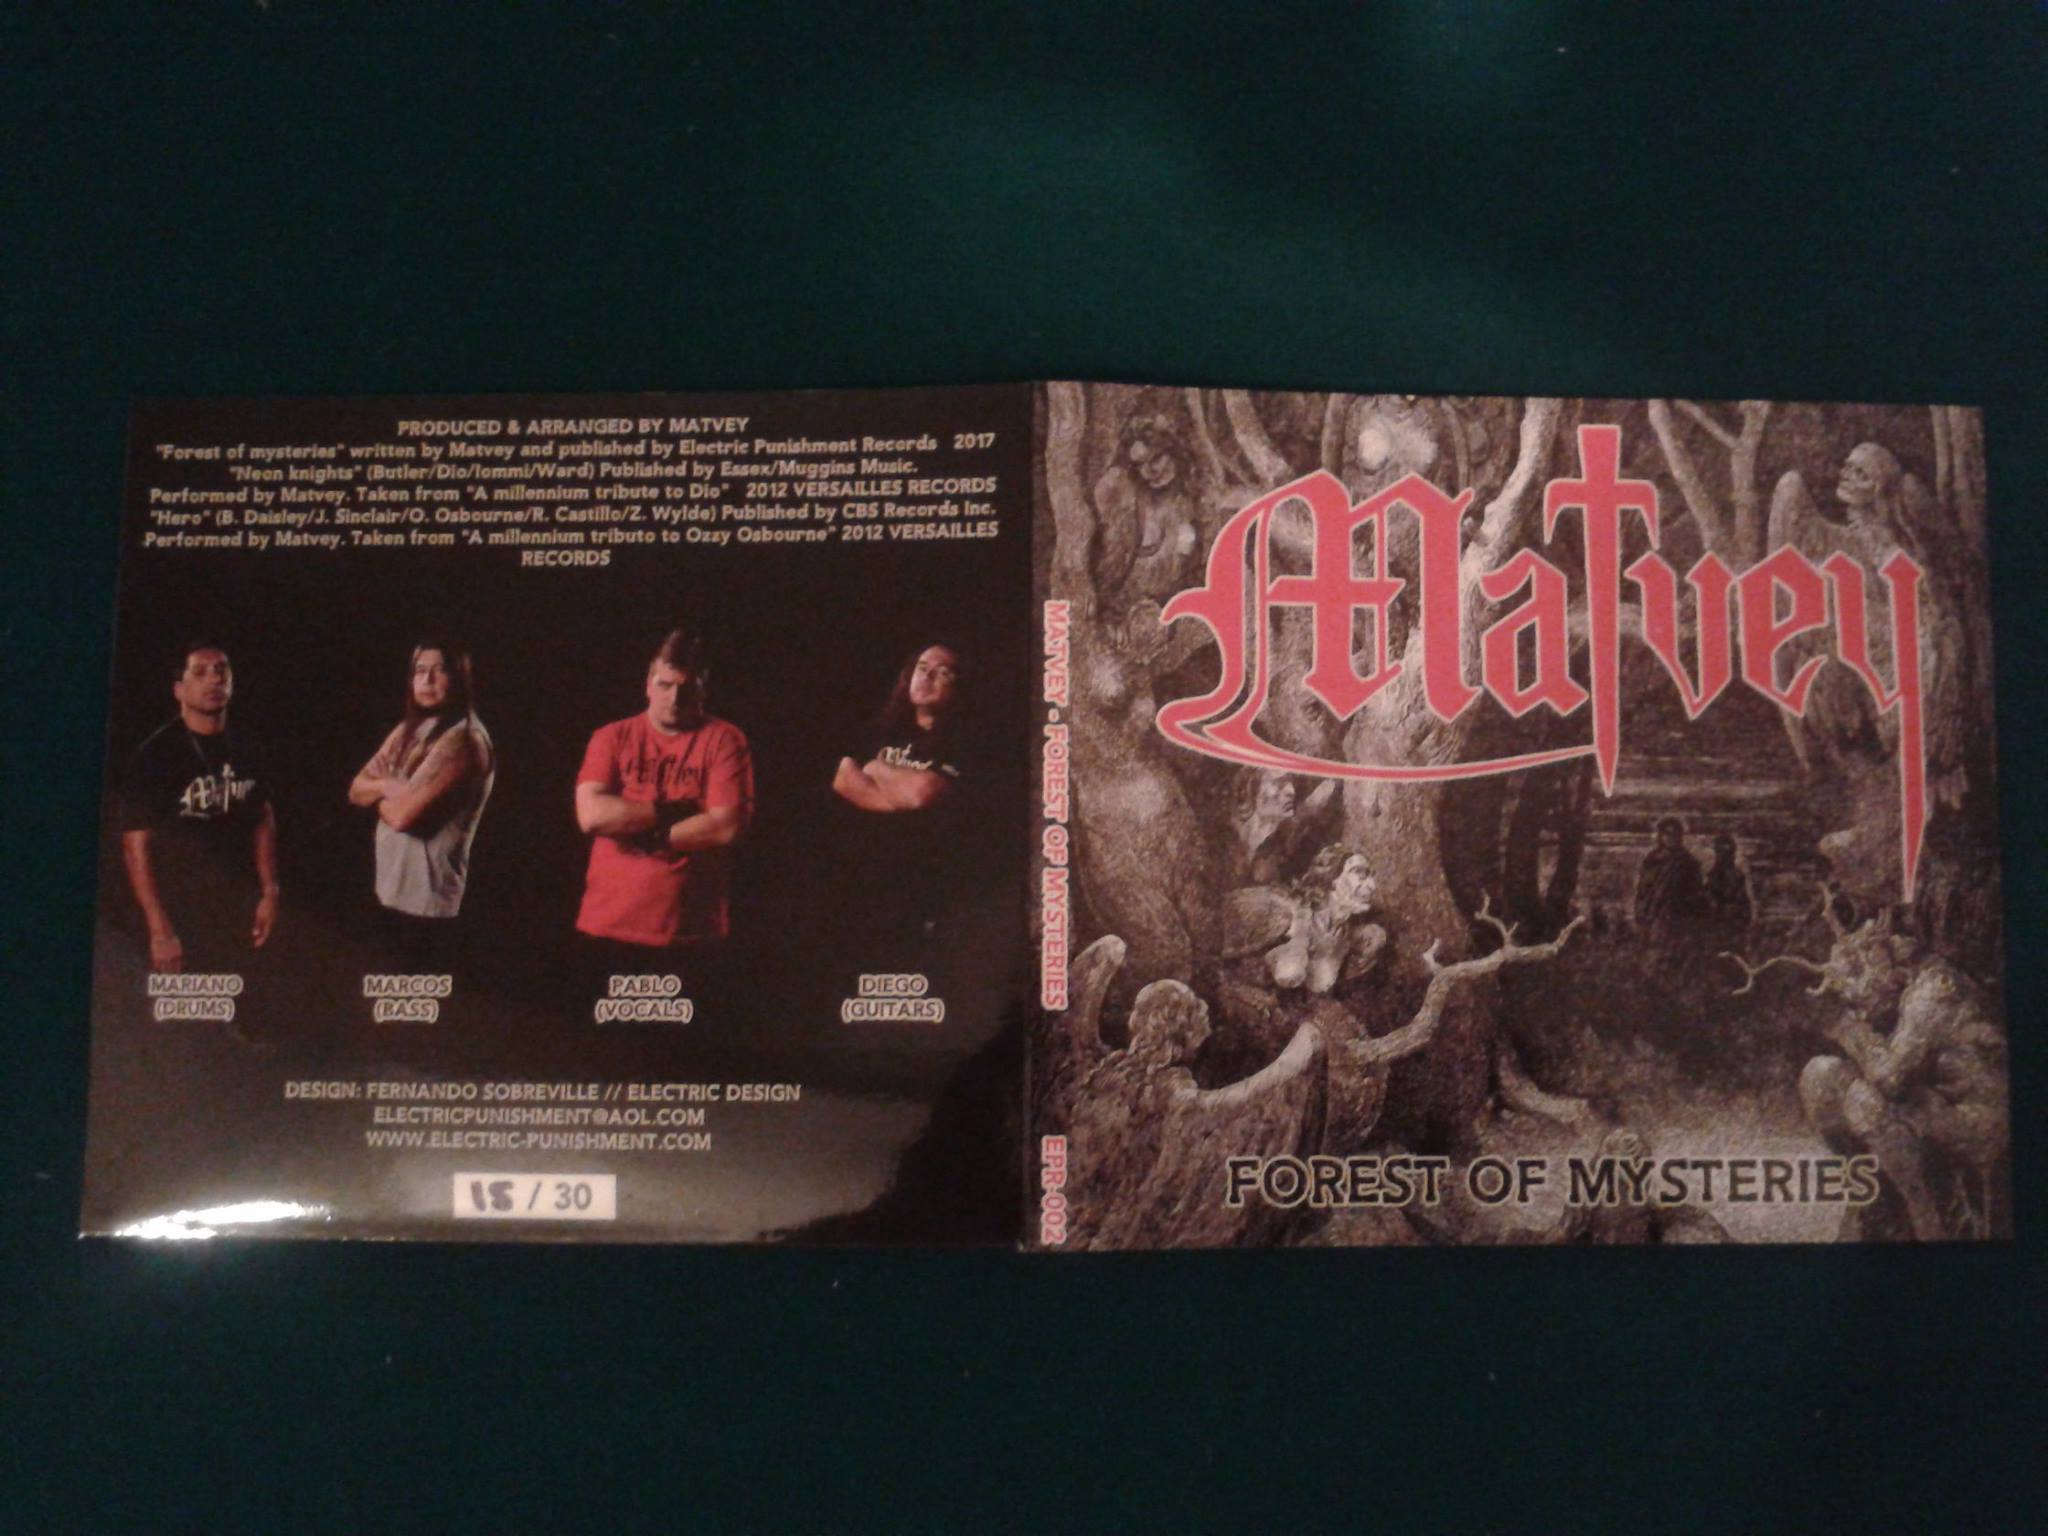 PRODUCED & ARRANGED BY MATVEY
"Forest of mysteries" written by Matvey and published by Electric Punishment Records 2017
"Neon knights" (Butler/Dio/Iommi/Ward) Published by Essex/Muggins Music.
Performed by Matvey. Taken from "A millennium tribute to Dio" 2012 VERSAILLES RECORDS
"Hero" (B. Daisley/J. Sinclair/O. Osbourne/R. Castillo/Z. Wylde) Published by CBS Records Inc.
Performed by Matvey. Taken from "A millennium tributo to Ozzy Osbourne" 2012 VERSAILLES
RECORDS
Matvey
Matvey
MARIANO
(DRUMS)
MARCOS
(BASS)
PABLO
(VOCALS)
DIEGO
(GUITARS)
DESIGN: FERNANDO SOBREVILLE // ELECTRIC DESIGN
ELECTRICPUNISHMENT@AOL.COM
WWW.ELECTRIC-PUNISHMENT.COM
15 / 30
MATVEY - FOREST OF MYSTERIES
EPR-002
Matvey
FOREST OF MYSTERIES